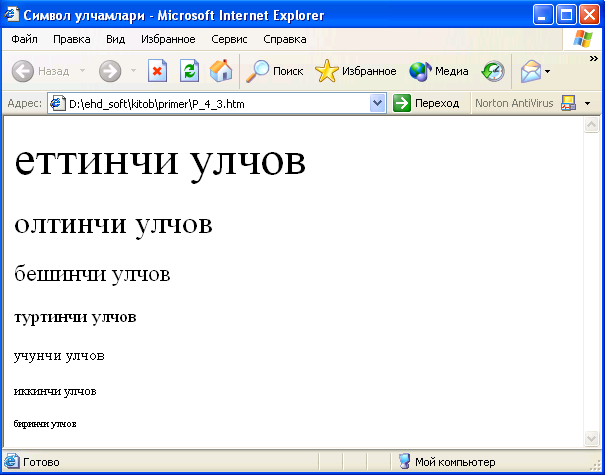 Символ улчамлари - Microsoft Internet Explorer
Файл Правка Вид Избранное Сервис Справка
Назад Поиск Избранное Медиа
Адрес: D:\ehd_soft\kitob\primer\P_4_3.htm Переход Norton AntiVirus
еттинчи улчов
олтинчи улчов
бешинчи улчов
туртинчи улчов
учунчи улчов
иккинчи улчов
биринчи улчов
Готово Мой компьютер